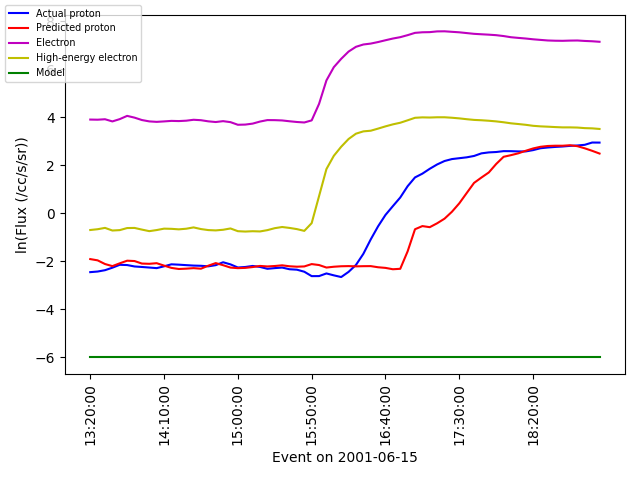 Actual proton
Predicted proton
Electron
High-energy electron
Model
8
6
4
2
0
−2
−4
−6
ln(Flux (/cc/s/sr))
13:20:00
14:10:00
15:00:00
15:50:00
16:40:00
17:30:00
18:20:00
Event on 2001-06-15